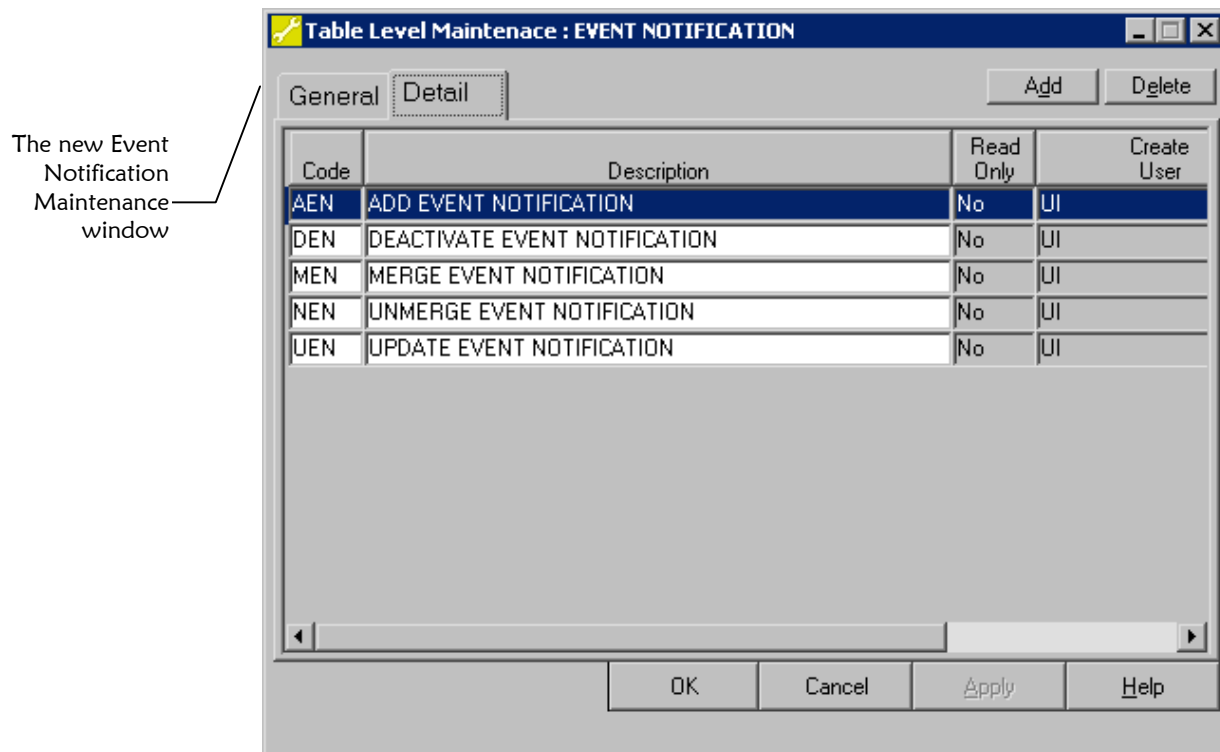 Table Level Maintenace : EVENT NOTIFICATION
General Detail Add Delete
The new Event
Notification
Maintenance
window
Code Description Read Only Create User
AEN ADD EVENT NOTIFICATION No UI
DEN DEACTIVATE EVENT NOTIFICATION No UI
MEN MERGE EVENT NOTIFICATION No UI
NEN UNMERGE EVENT NOTIFICATION No UI
UEN UPDATE EVENT NOTIFICATION No UI
OK Cancel Apply Help